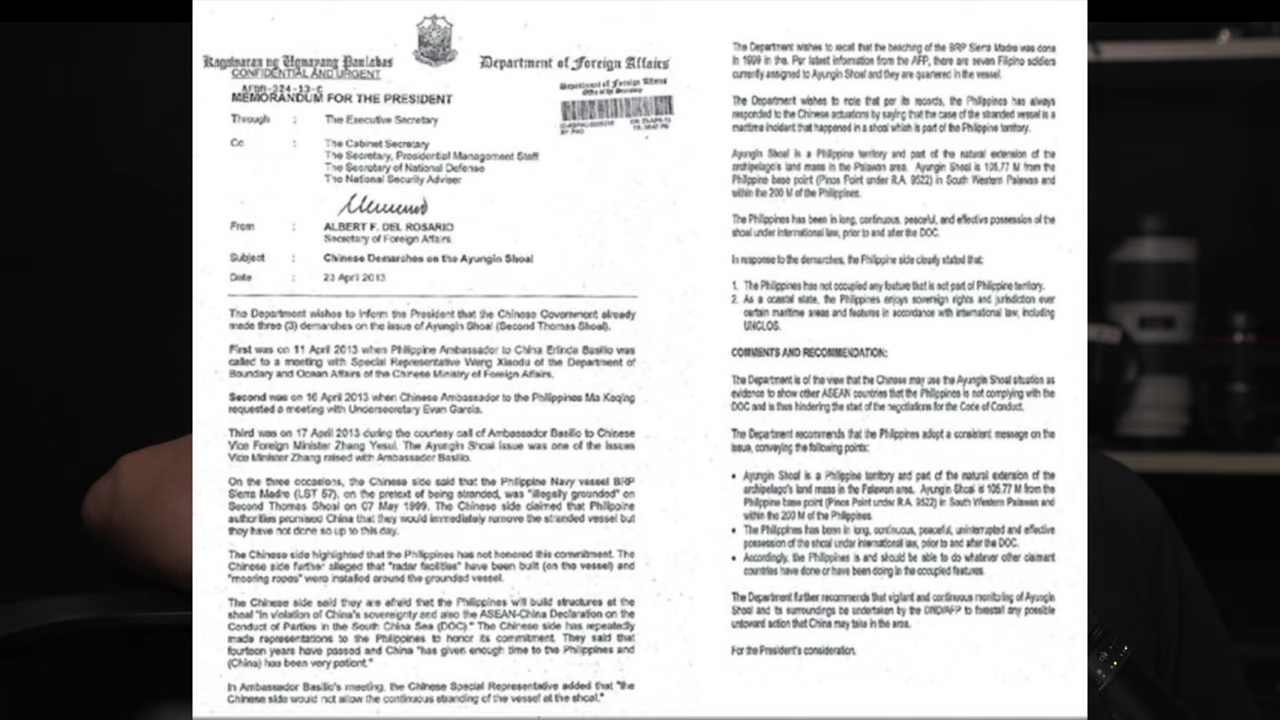 Kagawaran ng Ugnayang Panlabas
Department of Foreign Affairs
CONFIDENTIAL AND URGENT
Department of Foreign Affairs
Office of the Secretary
MEMORANDUM FOR THE PRESIDENT
Through : The Executive Secretary
Cc : The Cabinet Secretary
The Secretary, Presidential Management Staff
The Secretary of National Defense
The National Security Adviser
From : ALBERT F. DEL ROSARIO
Secretary of Foreign Affairs
Subject : Chinese Demarches on the Ayungin Shoal
Date : 23 April 2013
The Department wishes to inform the President that the Chinese Government already
made three (3) demarches on the issue of Ayungin Shoal (Second Thomas Shoal).
First was on 11 April 2013 when Philippine Ambassador to China Erlinda Basilio was
called to a meeting with Special Representative Wang Xiaodu of the Department of
Boundary and Ocean Affairs of the Chinese Ministry of Foreign Affairs.
Second was on 16 April 2013 when Chinese Ambassador to the Philippines Ma Keqing
requested a meeting with Undersecretary Evan Garcia.
Third was on 17 April 2013 during the courtesy call of Ambassador Basilio to Chinese
Vice Foreign Minister Zhang Yesui. The Ayungin Shoal issue was one of the issues
Vice Minister Zhang raised with Ambassador Basilio.
On the three occasions, the Chinese side said that the Philippine Navy vessel BRP
Sierra Madre (LST 57), on the pretext of being stranded, was "illegally grounded" on
Second Thomas Shoal on 07 May 1999. The Chinese side claimed that Philippine
authorities promised China that they would immediately remove the stranded vessel but
they have not done so up to this day.
The Chinese side highlighted that the Philippines has not honored this commitment. The
Chinese side further alleged that "radar facilities" have been built (on the vessel) and
"mooring ropes" were installed around the grounded vessel.
The Chinese side said they are afraid that the Philippines will build structures at the
shoal "in violation of China's sovereignty and also the ASEAN-China Declaration on the
Conduct of Parties in the South China Sea (DOC)." The Chinese side has repeatedly
made representations to the Philippines to honor its commitment. They said that
fourteen years have passed and China "has given enough time to the Philippines and
(China) has been very patient."
In Ambassador Basilio's meeting, the Chinese Special Representative added that "the
Chinese side would not allow the continuous stranding of the vessel at the shoal."
The Department wishes to recall that the beaching of the BRP Sierra Madre was done
in 1999 in the. Per latest information from the AFP, there are seven Filipino soldiers
currently assigned to Ayungin Shoal and they are quartered in the vessel.
The Department wishes to note that per its records, the Philippines has always
responded to the Chinese actuations by saying that the case of the stranded vessel is a
maritime incident that happened in a shoal which is part of the Philippine territory.
Ayungin Shoal is a Philippine territory and part of the natural extension of the
archipelago's land mass in the Palawan area. Ayungin Shoal is 105.77 M from the
Philippine base point (Pinos Point under R.A. 9522) in South Western Palawan and
within the 200 M of the Philippines.
The Philippines has been in long, continuous, peaceful, and effective possession of the
shoal under international law, prior to and after the DOC.
In response to the demarches, the Philippine side clearly stated that:
1. The Philippines has not occupied any feature that is not part of Philippine territory.
2. As a coastal state, the Philippines enjoys sovereign rights and jurisdiction over
certain maritime areas and features in accordance with international law, including
UNCLOS.
COMMENTS AND RECOMMENDATION:
The Department is of the view that the Chinese may use the Ayungin Shoal situation as
evidence to show other ASEAN countries that the Philippines is not complying with the
DOC and is thus hindering the start of the negotiations for the Code of Conduct.
The Department recommends that the Philippines adopt a consistent message on the
issue, conveying the following points:
• Ayungin Shoal is a Philippine territory and part of the natural extension of the
archipelago's land mass in the Palawan area. Ayungin Shoal is 105.77 M from the
Philippine base point (Pinos Point under R.A. 9522) in South Western Palawan and
within the 200 M of the Philippines.
• The Philippines has been in long, continuous, peaceful, uninterrupted and effective
possession of the shoal under international law, prior to and after the DOC.
• Accordingly, the Philippines is and should be able to do whatever other claimant
countries have done or have been doing in the occupied features.
The Department further recommends that vigilant and continuous monitoring of Ayungin
Shoal and its surroundings be undertaken by the DND/AFP to forestall any possible
untoward action that China may take in the area.
For the President's consideration.